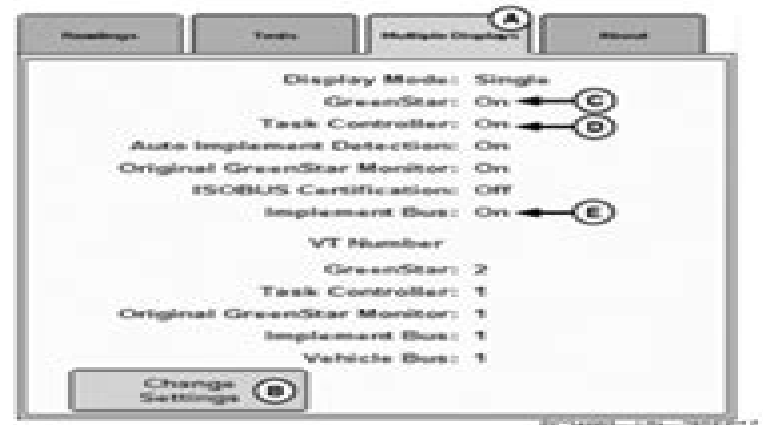 A
Readings Tests Multiple Displays About
Display Mode: Single
GreenStar: On C
Task Controller: On D
Auto Implement Detection: On
Original GreenStar Monitor: On
ISOBUS Certification: Off
Implement Bus: On E
VT Number
GreenStar: 2
Task Controller: 1
Original GreenStar Monitor: 1
Implement Bus: 1
Vehicle Bus: 1
Change
Settings B